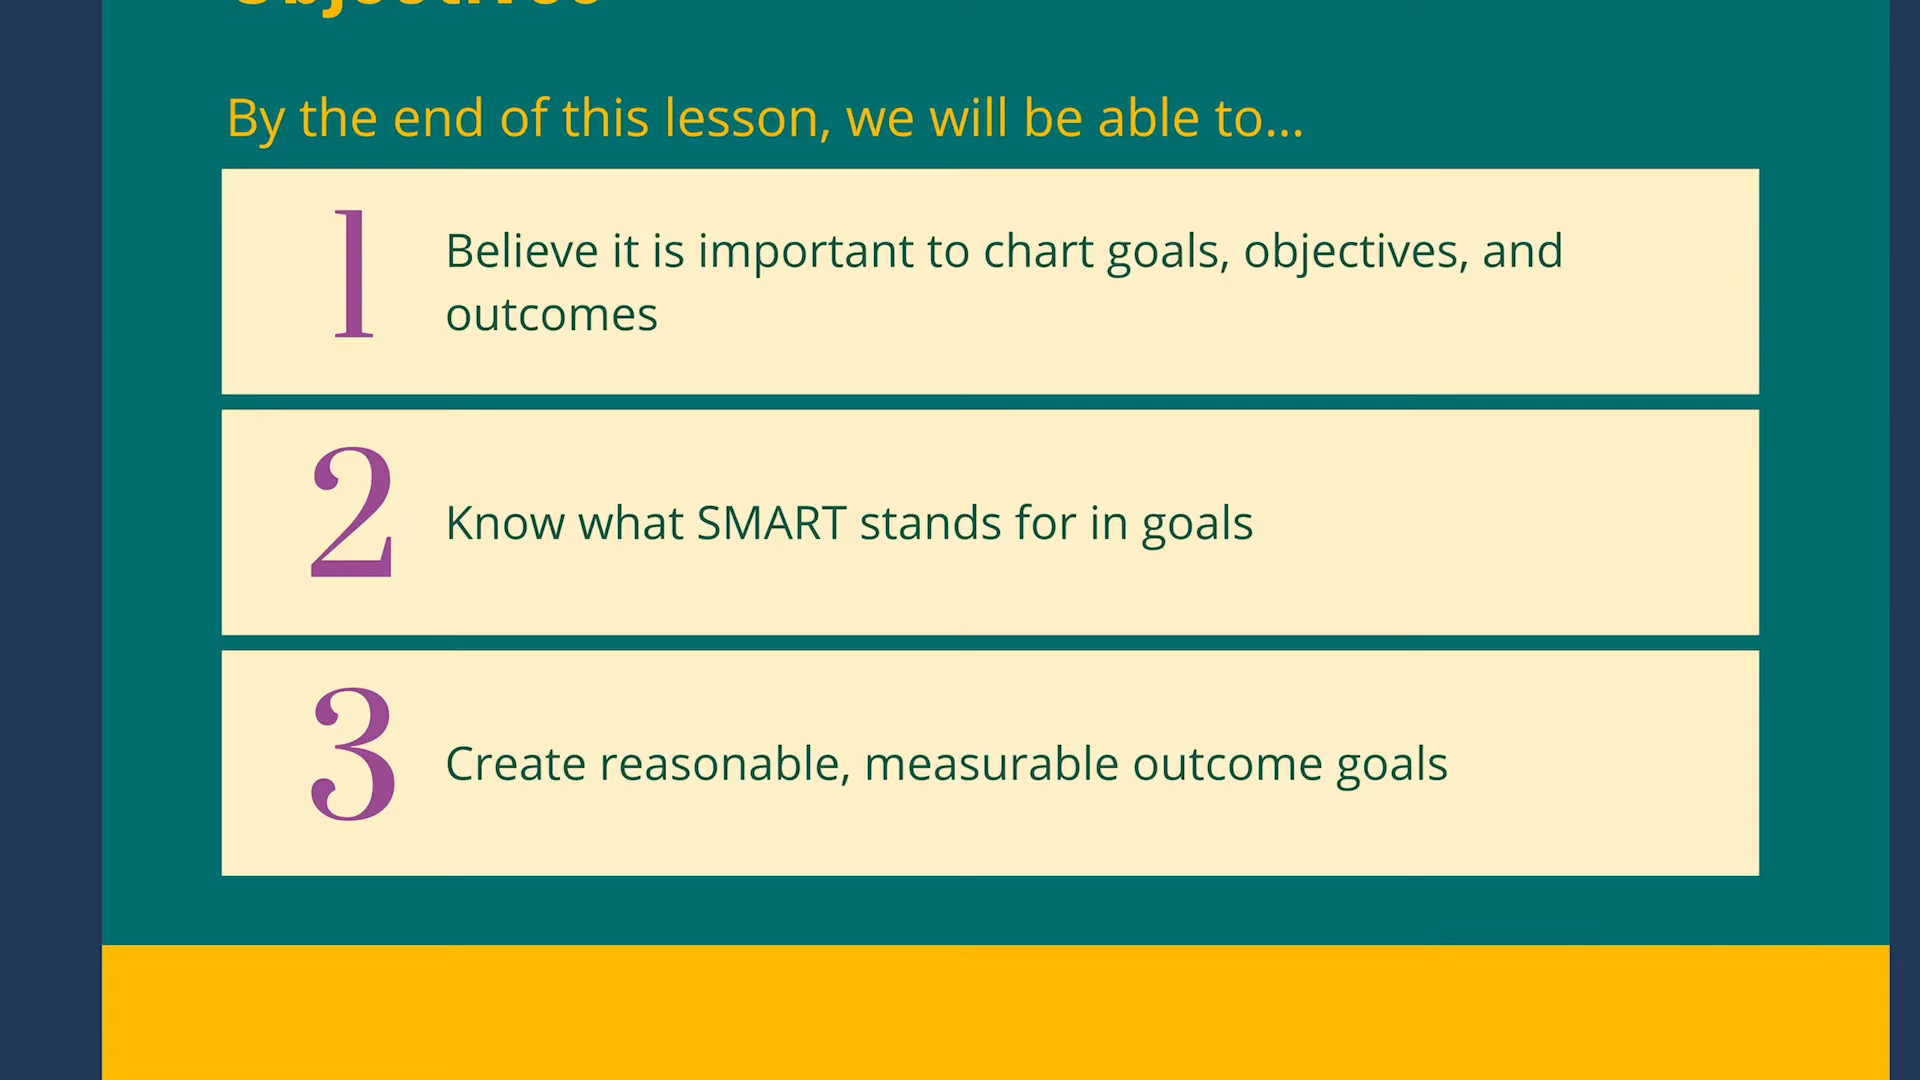 Objectives
By the end of this lesson, we will be able to...
1
Believe it is important to chart goals, objectives, and
outcomes
2
Know what SMART stands for in goals
3
Create reasonable, measurable outcome goals